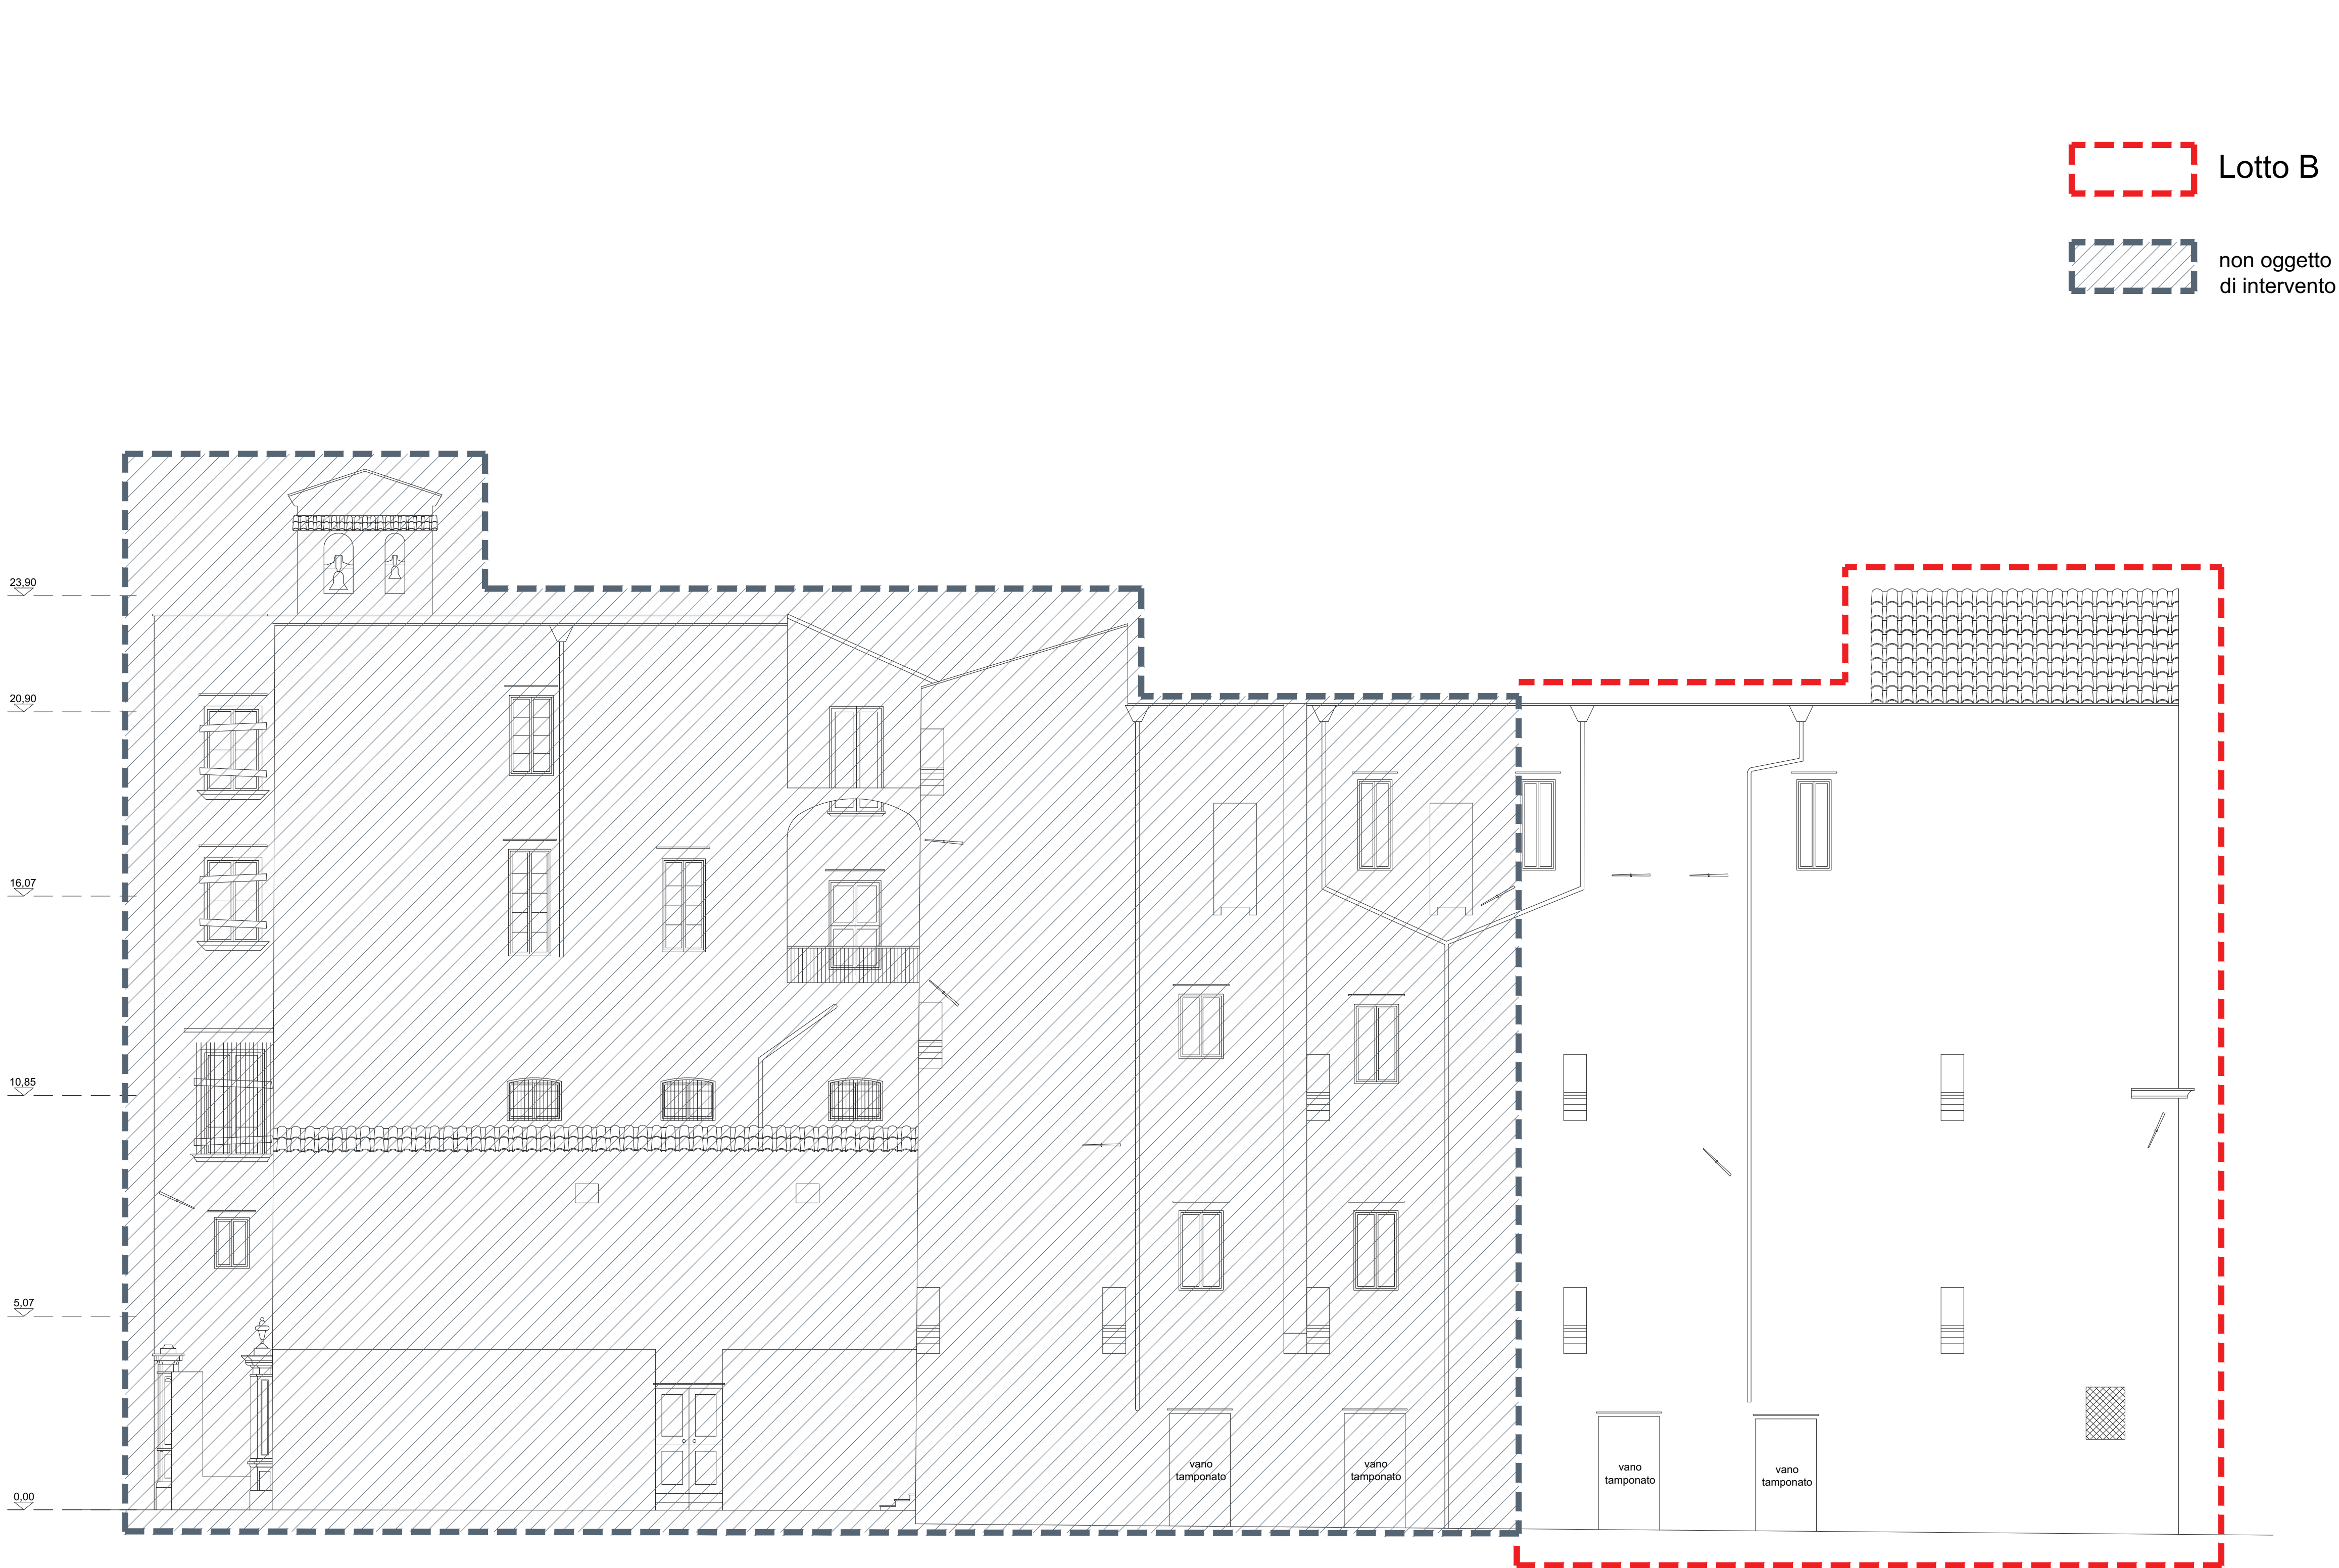 Lotto B
non oggetto
di intervento
23,90
20,90
16,07
10,85
5,07
0,00
vano
tamponato
vano
tamponato
vano
tamponato
vano
tamponato